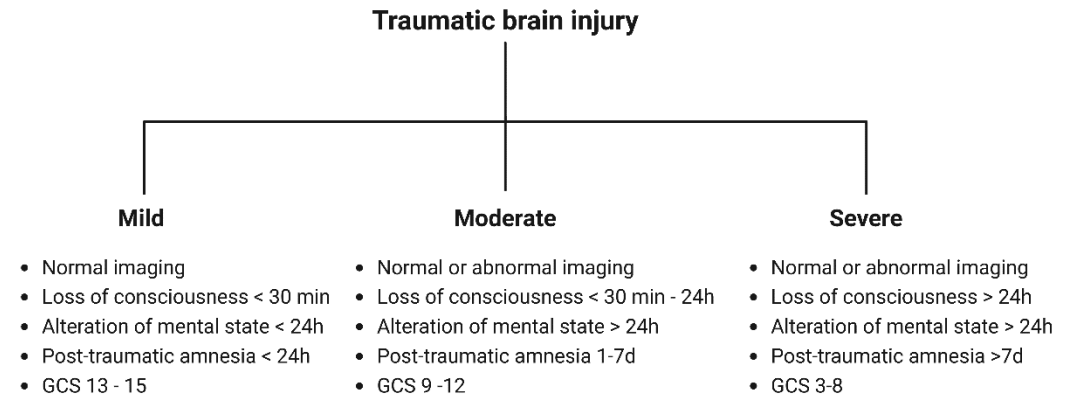 Traumatic brain injury
Mild
• Normal imaging
• Loss of consciousness < 30 min
• Alteration of mental state < 24h
• Post-traumatic amnesia < 24h
• GCS 13 - 15
Moderate
• Normal or abnormal imaging
• Loss of consciousness < 30 min - 24h
• Alteration of mental state > 24h
• Post-traumatic amnesia 1-7d
• GCS 9 -12
Severe
• Normal or abnormal imaging
• Loss of consciousness > 24h
• Alteration of mental state > 24h
• Post-traumatic amnesia >7d
• GCS 3-8